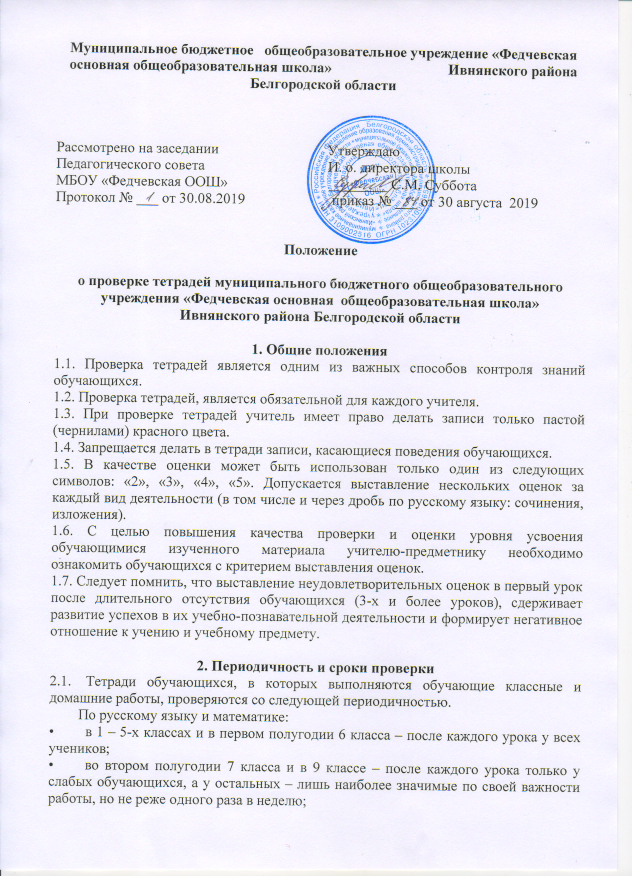 Муниципальное бюджетное общеобразовательное учреждение «Федчевская
основная общеобразовательная школа» Ивнянского района
Белгородской области
Рассмотрено на заседании
Педагогического совета
МБОУ «Федчевская ООШ»
Протокол № 1 от 30.08.2019
Утверждаю
И. о. директора школы
С.М. Суббота
приказ № от 30 августа 2019
Положение
о проверке тетрадей муниципального бюджетного общеобразовательного
учреждения «Федчевская основная общеобразовательная школа»
Ивнянского района Белгородской области
1. Общие положения
1.1. Проверка тетрадей является одним из важных способов контроля знаний
обучающихся.
1.2. Проверка тетрадей, является обязательной для каждого учителя.
1.3. При проверке тетрадей учитель имеет право делать записи только пастой
(чернилами) красного цвета.
1.4. Запрещается делать в тетради записи, касающиеся поведения обучающихся.
1.5. В качестве оценки может быть использован только один из следующих
символов: «2», «3», «4», «5». Допускается выставление нескольких оценок за
каждый вид деятельности (в том числе и через дробь по русскому языку: сочинения,
изложения).
1.6. С целью повышения качества проверки и оценки уровня усвоения
обучающимися изученного материала учителю-предметнику необходимо
ознакомить обучающихся с критерием выставления оценок.
1.7. Следует помнить, что выставление неудовлетворительных оценок в первый урок
после длительного отсутствия обучающихся (3-х и более уроков), сдерживает
развитие успехов в их учебно-познавательной деятельности и формирует негативное
отношение к учению и учебному предмету.
2. Периодичность и сроки проверки
2.1. Тетради обучающихся, в которых выполняются обучающие классные и
домашние работы, проверяются со следующей периодичностью.
По русскому языку и математике:
• в 1 – 5-х классах и в первом полугодии 6 класса – после каждого урока у всех
учеников;
• во втором полугодии 7 класса и в 9 классе – после каждого урока только у
слабых обучающихся, а у остальных – лишь наиболее значимые по своей важности
работы, но не реже одного раза в неделю;